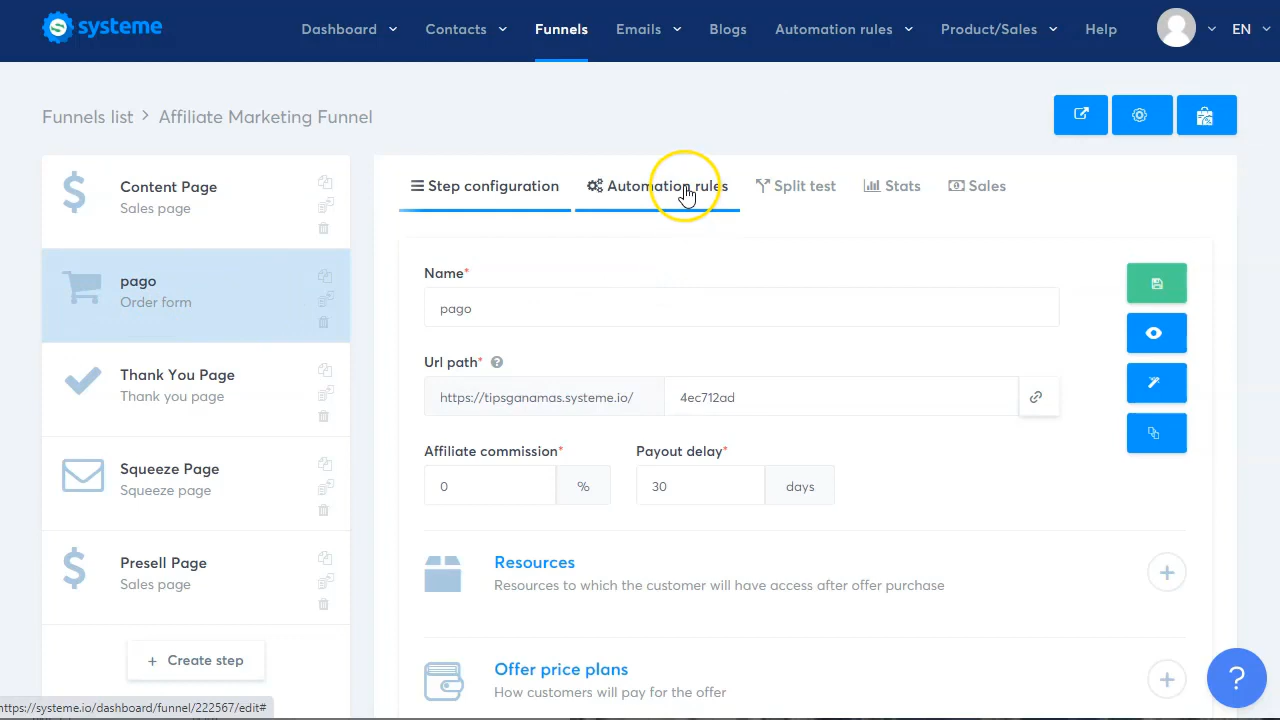 systeme
Dashboard
Contacts
Funnels
Emails
Blogs
Automation rules
Product/Sales
Help
EN
Funnels list > Affiliate Marketing Funnel
Content Page
Sales page
pago
Order form
Thank You Page
Thank you page
Squeeze Page
Squeeze page
Presell Page
Sales page
+ Create step
Step configuration
Automation rules
Split test
Stats
Sales
Name*
pago
Url path* ?
https://tipsganamas.systeme.io/ 4ec712ad
Affiliate commission* Payout delay*
0 % 30 days
Resources
Resources to which the customer will have access after offer purchase
Offer price plans
How customers will pay for the offer
?
https://systeme.io/dashboard/funnel/222567/edit#